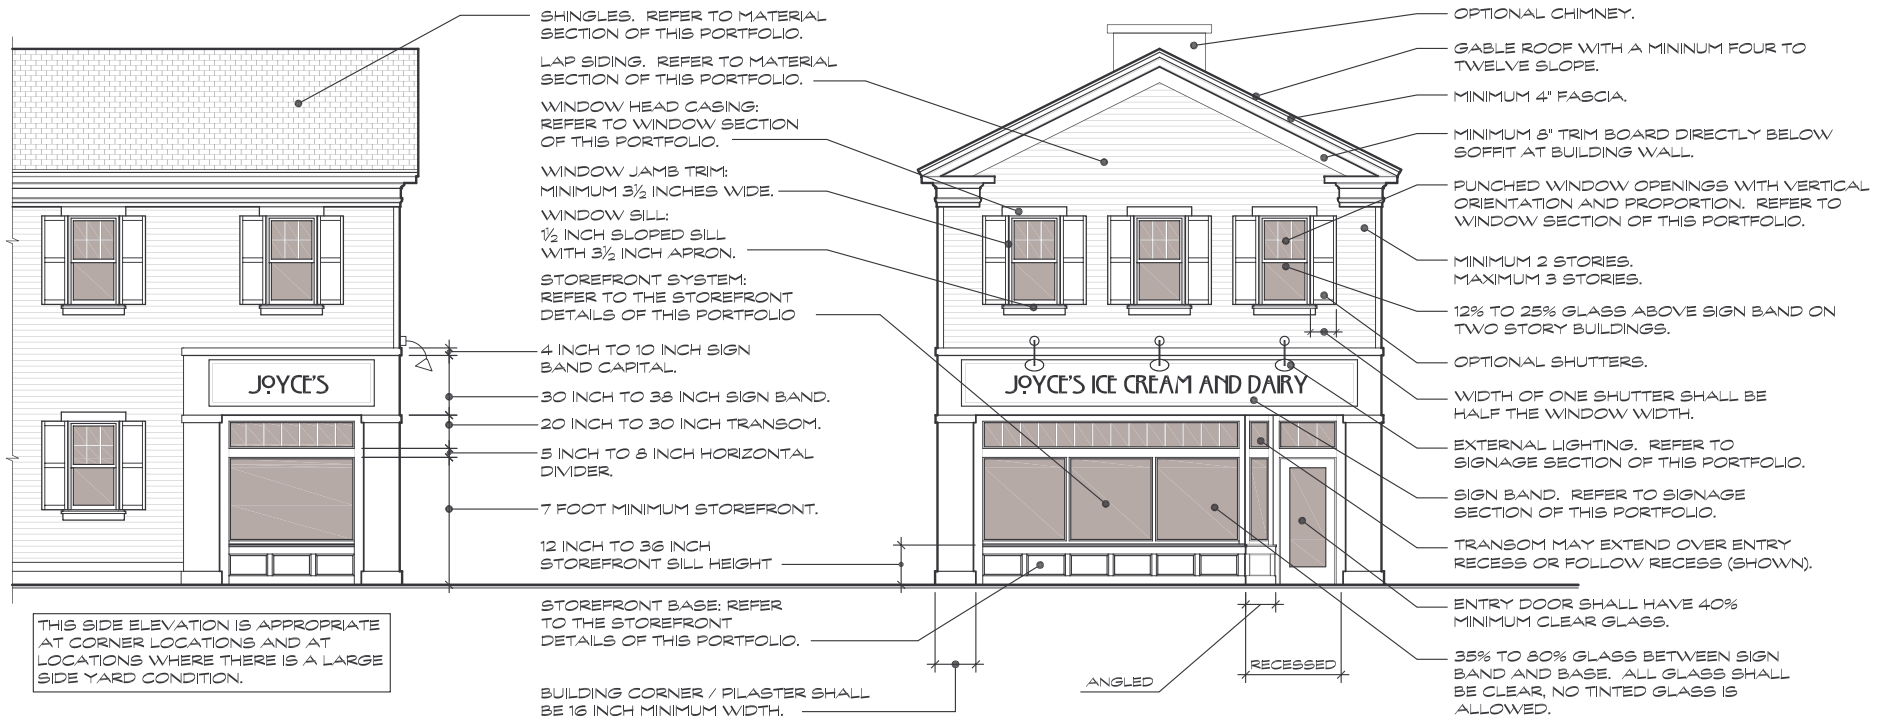 SHINGLES. REFER TO MATERIAL
SECTION OF THIS PORTFOLIO.
LAP SIDING. REFER TO MATERIAL
SECTION OF THIS PORTFOLIO.
WINDOW HEAD CASING:
REFER TO WINDOW SECTION
OF THIS PORTFOLIO.
WINDOW JAMB TRIM:
MINIMUM 3½ INCHES WIDE.
WINDOW SILL:
1½ INCH SLOPED SILL
WITH 3½ INCH APRON.
STOREFRONT SYSTEM:
REFER TO THE STOREFRONT
DETAILS OF THIS PORTFOLIO
4 INCH TO 10 INCH SIGN
BAND CAPITAL.
30 INCH TO 38 INCH SIGN BAND.
20 INCH TO 30 INCH TRANSOM.
5 INCH TO 8 INCH HORIZONTAL
DIVIDER.
7 FOOT MINIMUM STOREFRONT.
12 INCH TO 36 INCH
STOREFRONT SILL HEIGHT
STOREFRONT BASE: REFER
TO THE STOREFRONT
DETAILS OF THIS PORTFOLIO.
BUILDING CORNER / PILASTER SHALL
BE 16 INCH MINIMUM WIDTH.
JOYCE'S
THIS SIDE ELEVATION IS APPROPRIATE
AT CORNER LOCATIONS AND AT
LOCATIONS WHERE THERE IS A LARGE
SIDE YARD CONDITION.
JOYCE'S ICE CREAM AND DAIRY
ANGLED
RECESSED
OPTIONAL CHIMNEY.
GABLE ROOF WITH A MININUM FOUR TO
TWELVE SLOPE.
MINIMUM 4" FASCIA.
MINIMUM 8" TRIM BOARD DIRECTLY BELOW
SOFFIT AT BUILDING WALL.
PUNCHED WINDOW OPENINGS WITH VERTICAL
ORIENTATION AND PROPORTION. REFER TO
WINDOW SECTION OF THIS PORTFOLIO.
MINIMUM 2 STORIES.
MAXIMUM 3 STORIES.
12% TO 25% GLASS ABOVE SIGN BAND ON
TWO STORY BUILDINGS.
OPTIONAL SHUTTERS.
WIDTH OF ONE SHUTTER SHALL BE
HALF THE WINDOW WIDTH.
EXTERNAL LIGHTING. REFER TO
SIGNAGE SECTION OF THIS PORTFOLIO.
SIGN BAND. REFER TO SIGNAGE
SECTION OF THIS PORTFOLIO.
TRANSOM MAY EXTEND OVER ENTRY
RECESS OR FOLLOW RECESS (SHOWN).
ENTRY DOOR SHALL HAVE 40%
MINIMUM CLEAR GLASS.
35% TO 80% GLASS BETWEEN SIGN
BAND AND BASE. ALL GLASS SHALL
BE CLEAR, NO TINTED GLASS IS
ALLOWED.